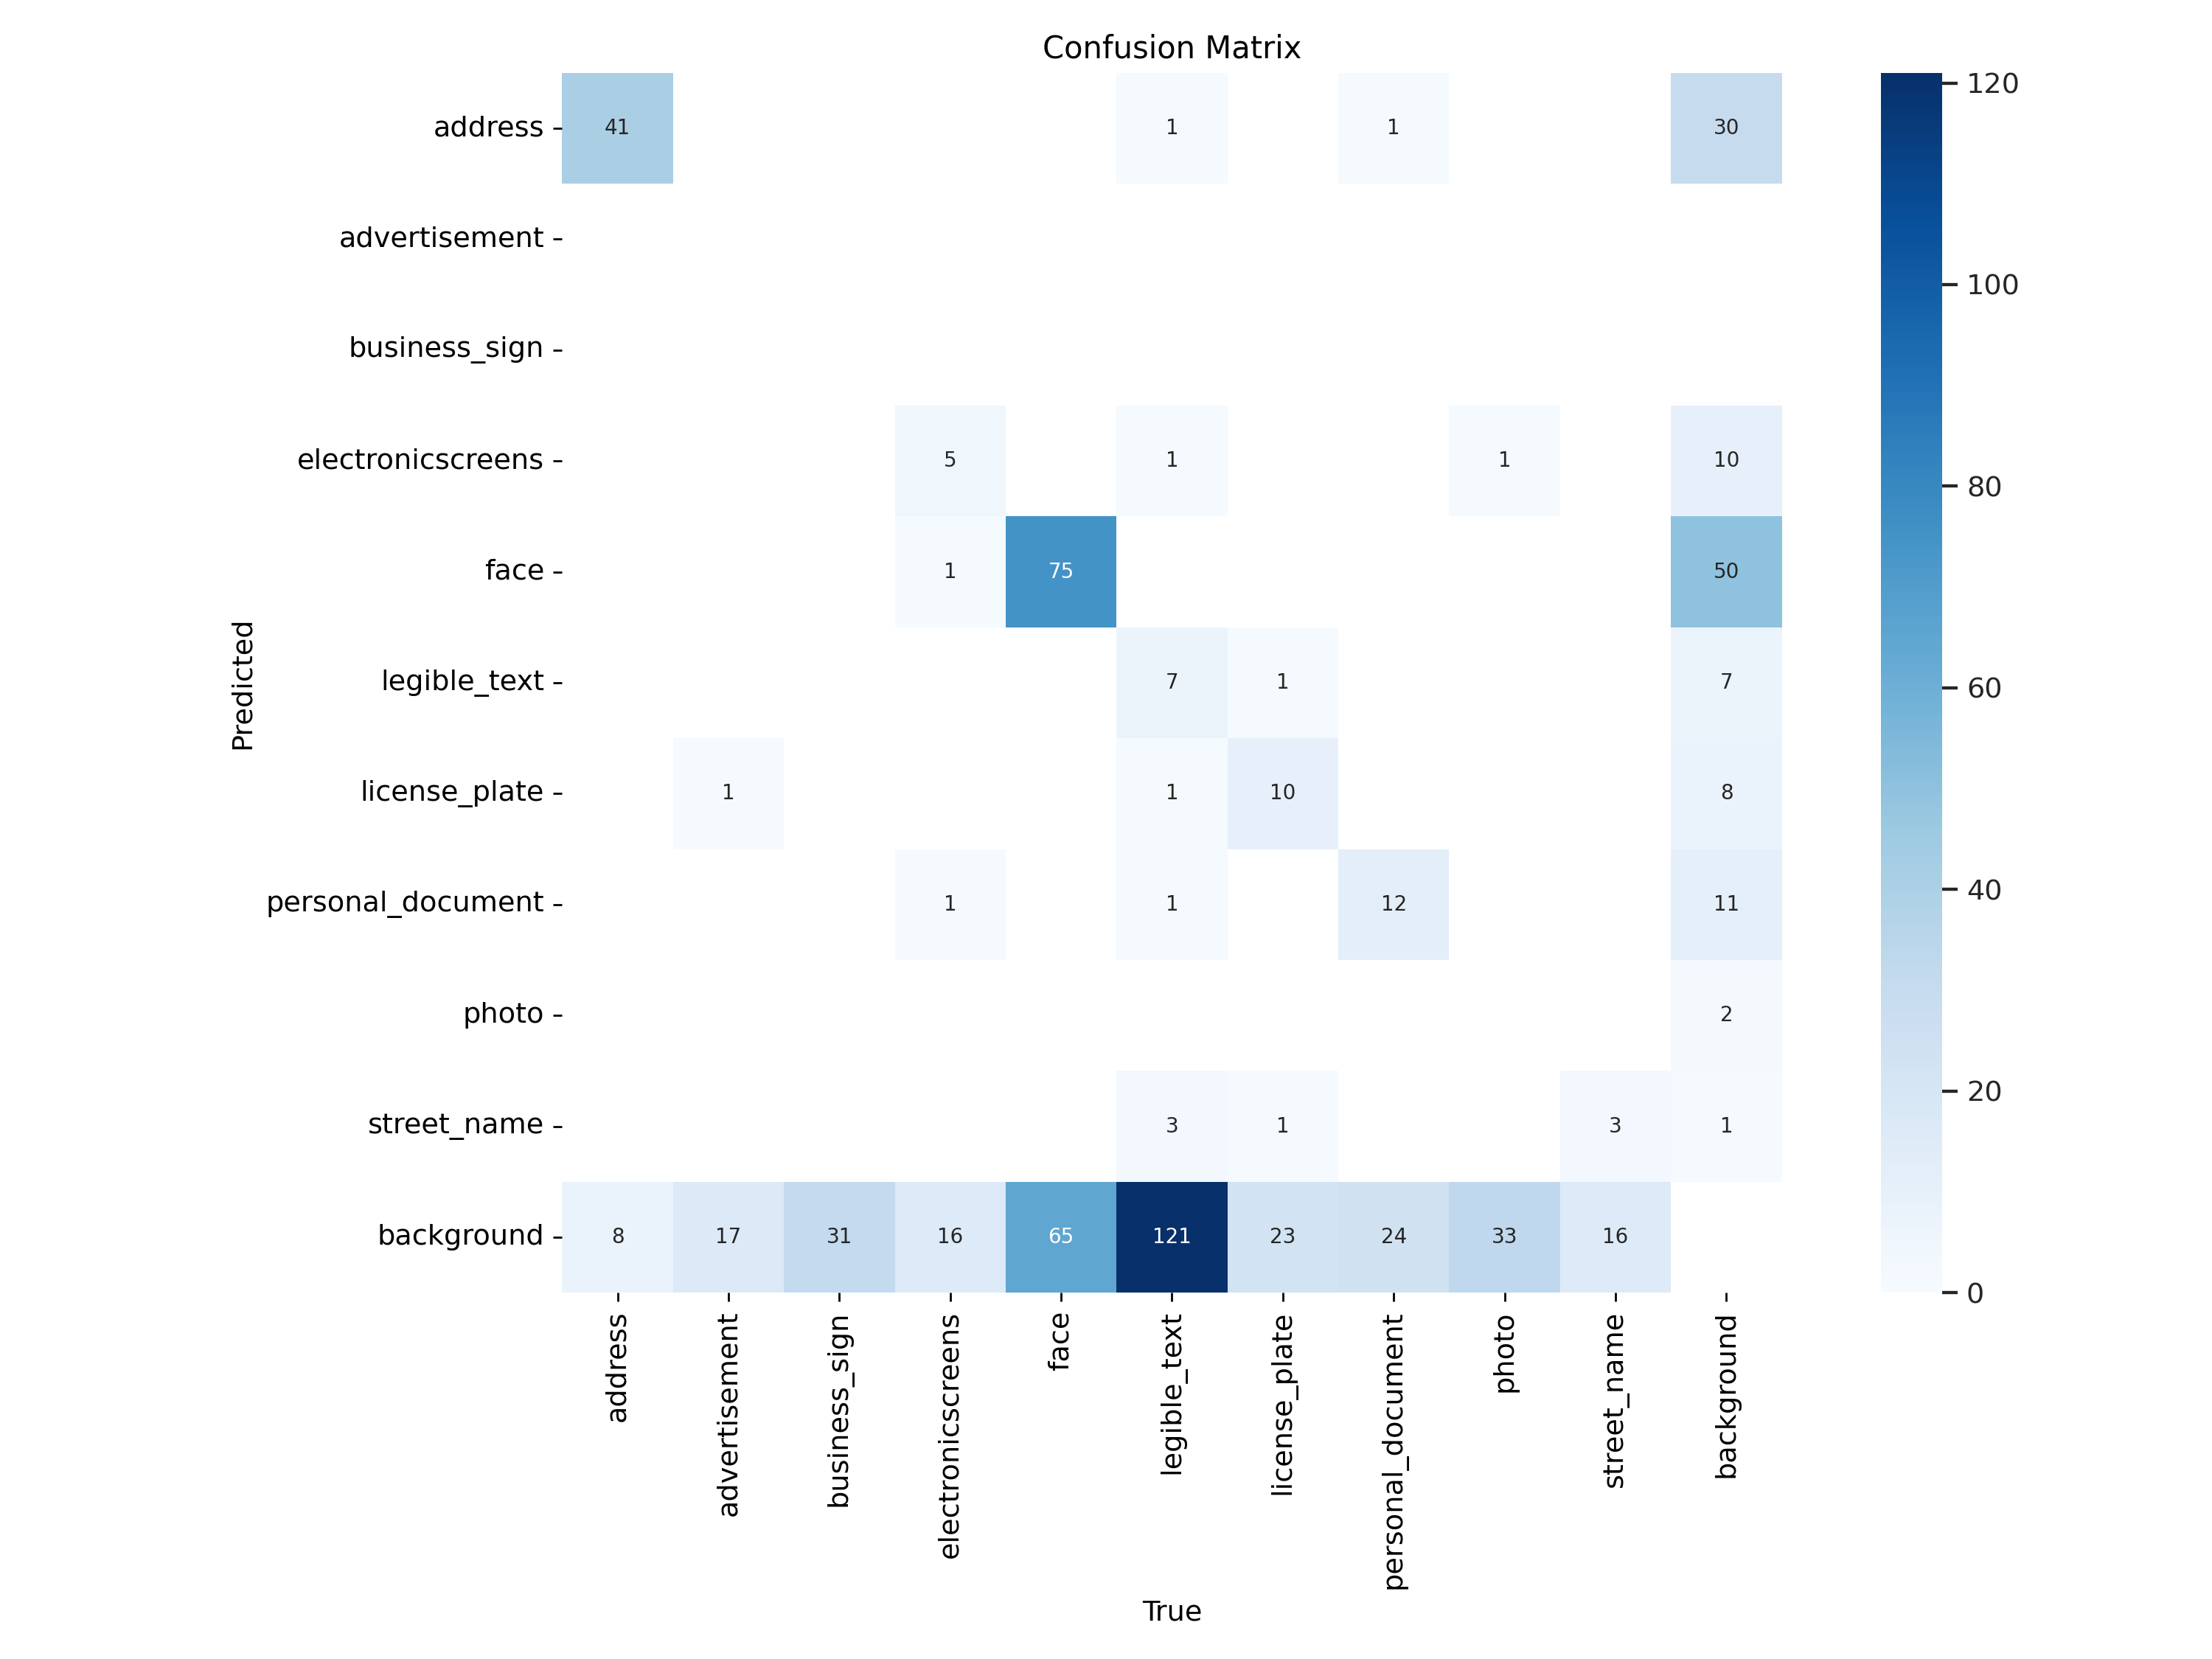 Confusion Matrix
address 41 1 1 30
advertisement
business_sign
electronicscreens 5 1 1 10
face 1 75 50
legible_text 7 1 7
license_plate 1 1 10 8
personal_document 1 1 12 11
photo 2
street_name 3 1 3 1
background 8 17 31 16 65 121 23 24 33 16
Predicted
address advertisement business_sign electronicscreens face legible_text license_plate personal_document photo street_name background
True
120
100
80
60
40
20
0